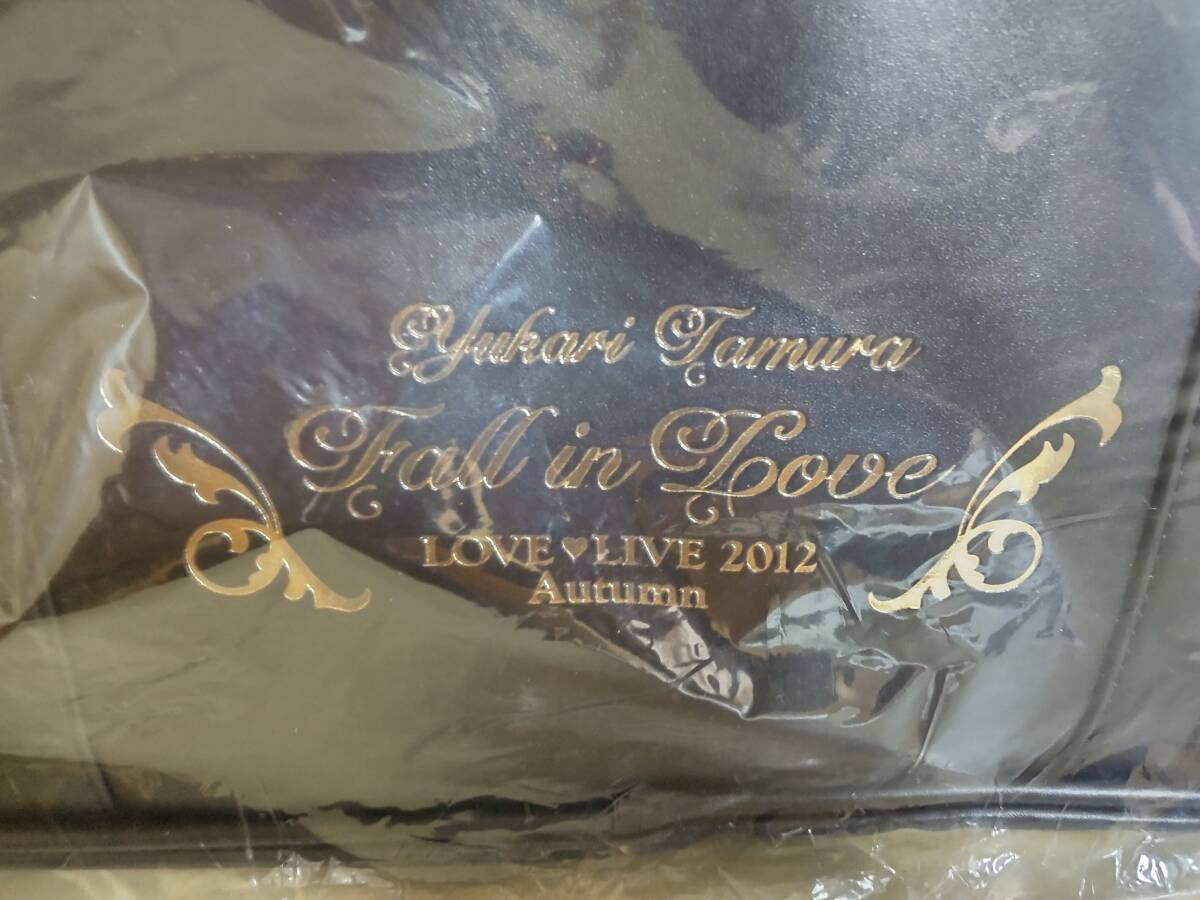 Yukari Tamura
Fall in Love
LOVE♥LIVE 2012
Autumn